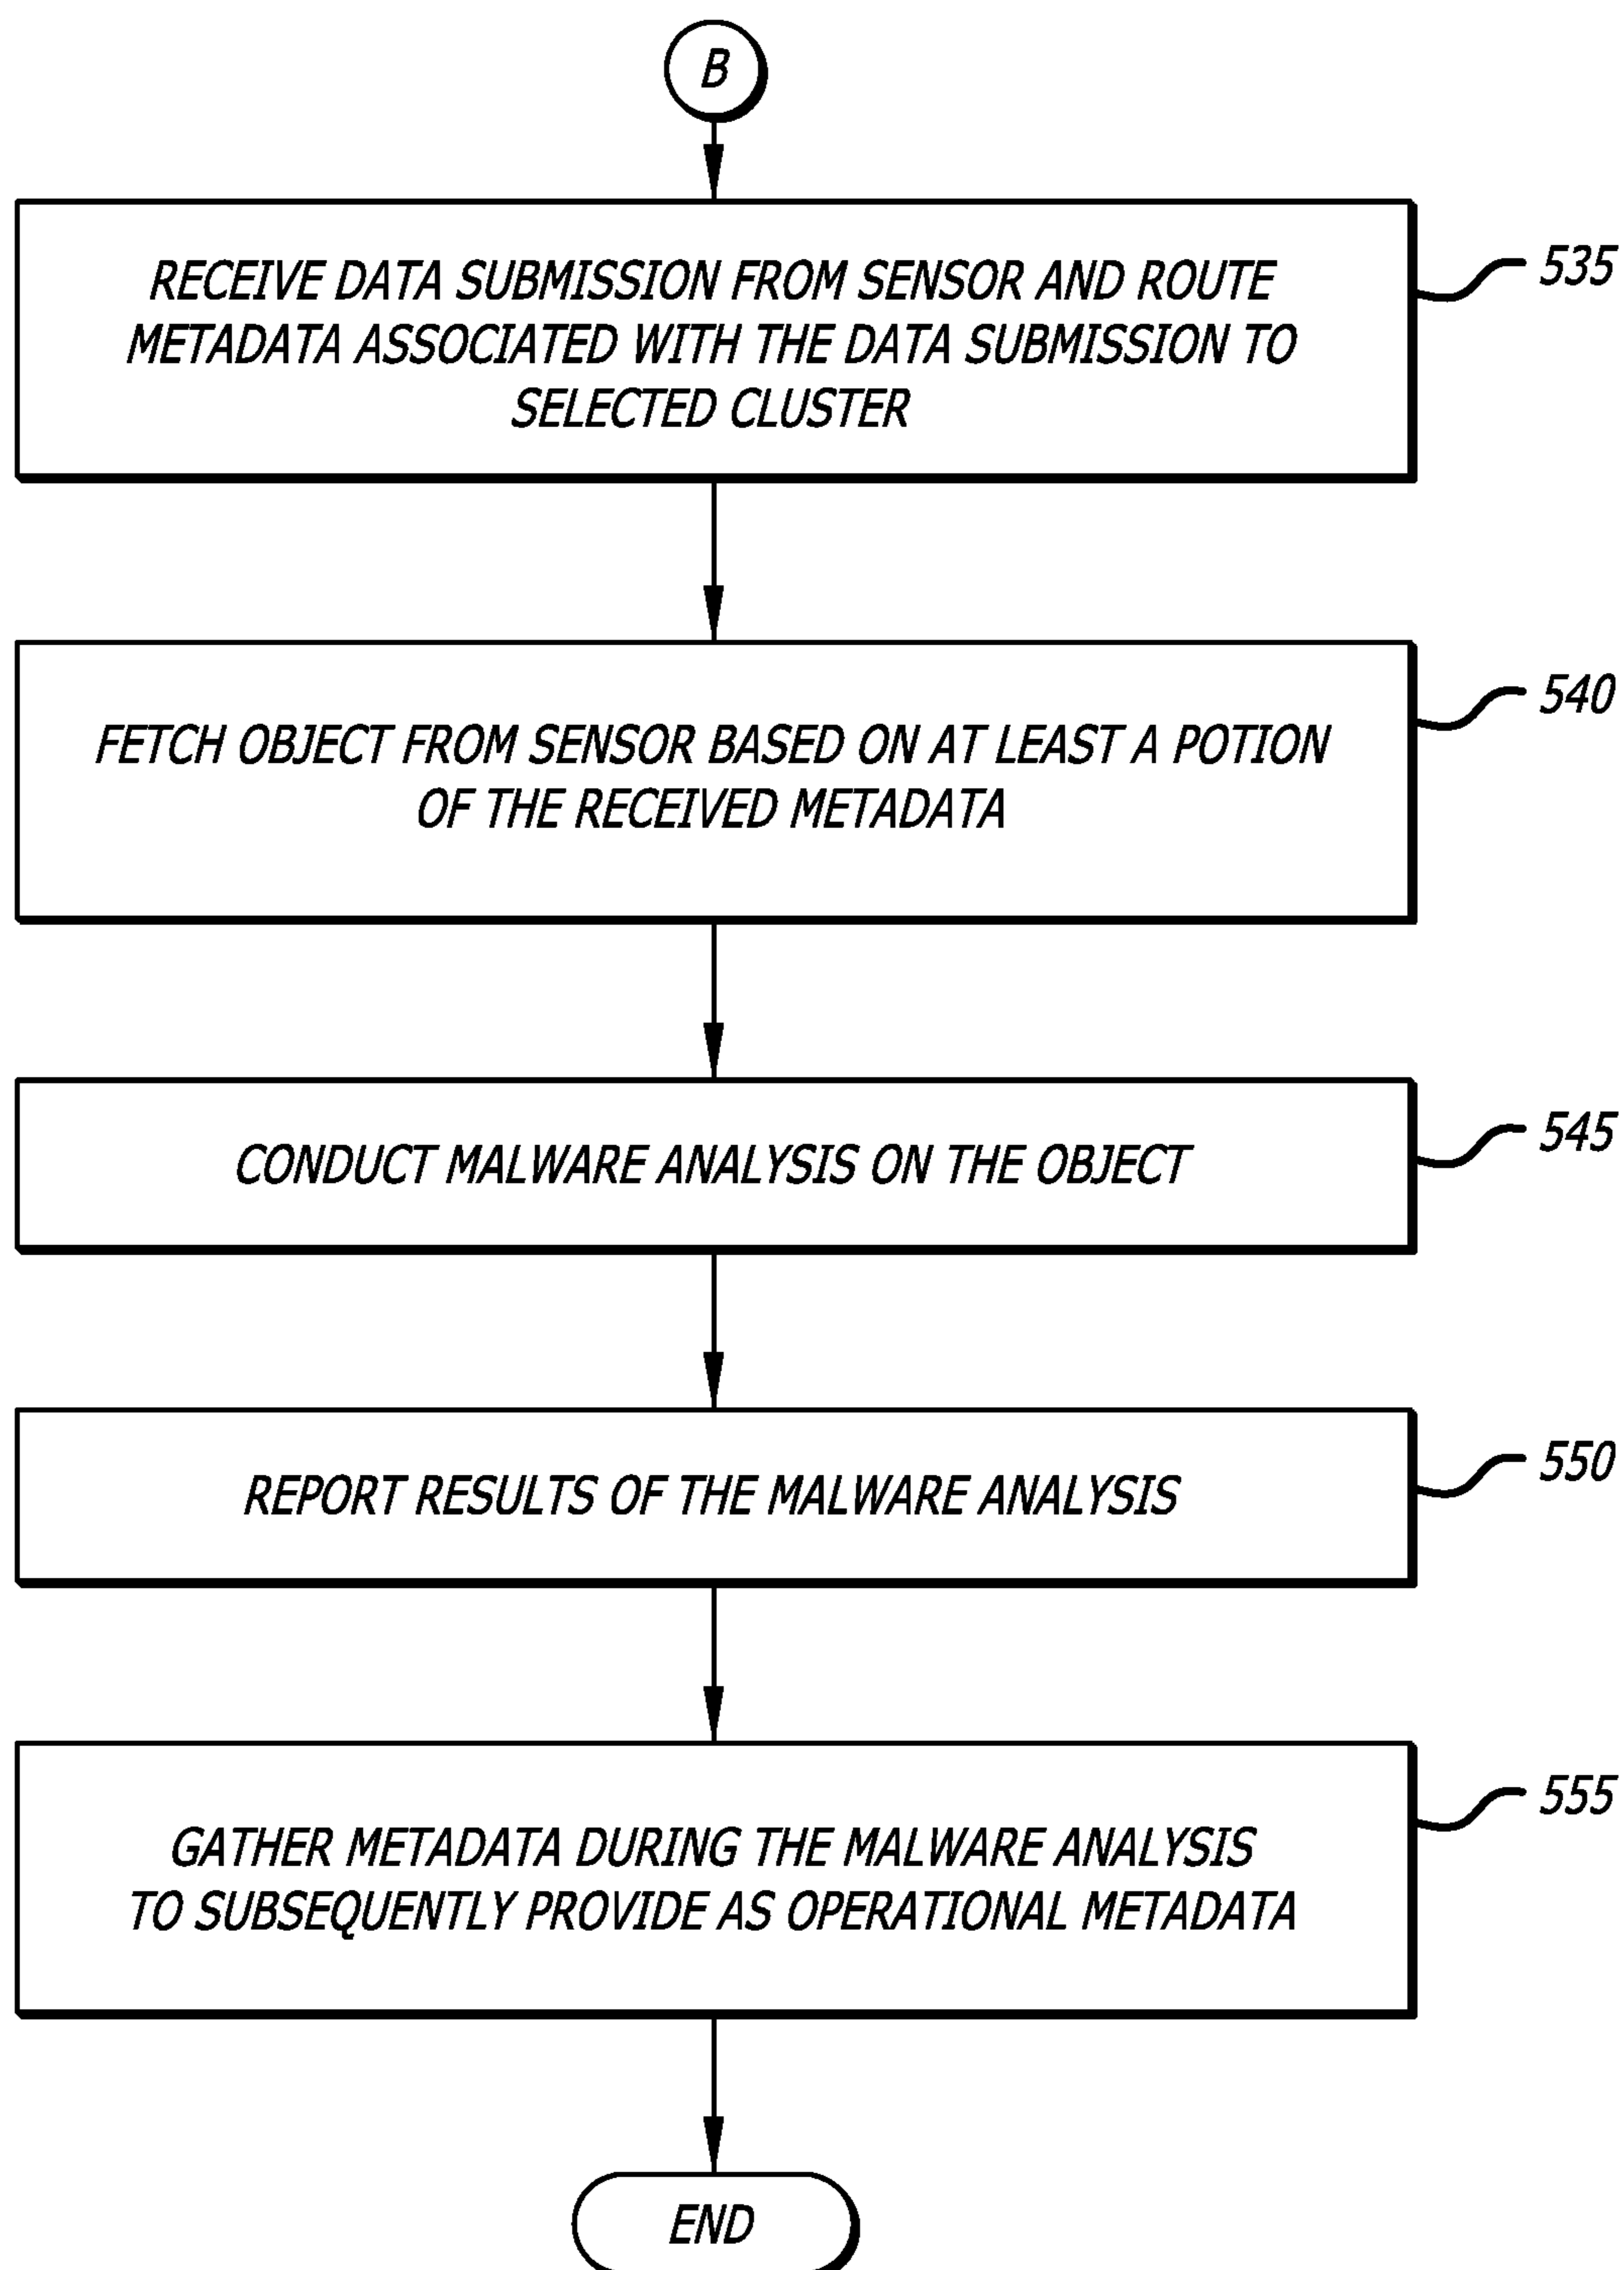 B
RECEIVE DATA SUBMISSION FROM SENSOR AND ROUTE
METADATA ASSOCIATED WITH THE DATA SUBMISSION TO
SELECTED CLUSTER
535
FETCH OBJECT FROM SENSOR BASED ON AT LEAST A POTION
OF THE RECEIVED METADATA
540
CONDUCT MALWARE ANALYSIS ON THE OBJECT
545
REPORT RESULTS OF THE MALWARE ANALYSIS
550
GATHER METADATA DURING THE MALWARE ANALYSIS
TO SUBSEQUENTLY PROVIDE AS OPERATIONAL METADATA
555
END